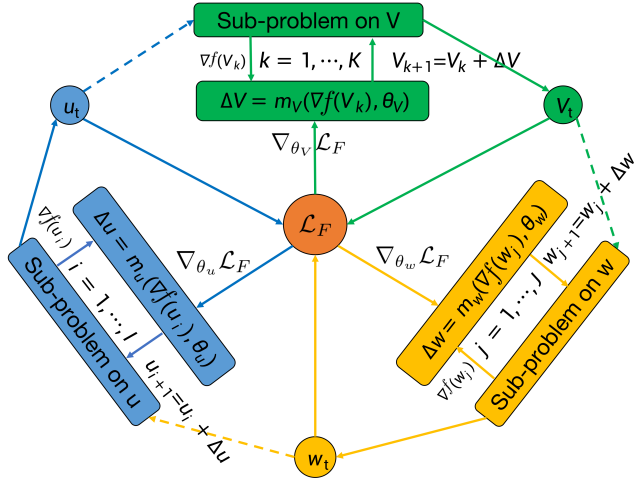 Sub-problem on V
∇f(V_k)
k = 1, ⋯, K
V_{k+1}=V_k + ΔV
ΔV = m_V(∇f(V_k), θ_V)
u_t
V_t
∇_{θ_V} ℒ_F
ℒ_F
∇_{θ_u} ℒ_F
∇_{θ_w} ℒ_F
Δu = m_u(∇f(u_i), θ_u)
∇f(u_i)
i = 1, ⋯, I
Sub-problem on u
u_{i+1}=u_i + Δu
Δw = m_w(∇f(w_j), θ_w)
w_{j+1}=w_j + Δw
j = 1, ⋯, J
∇f(w_j)
Sub-problem on w
w_t